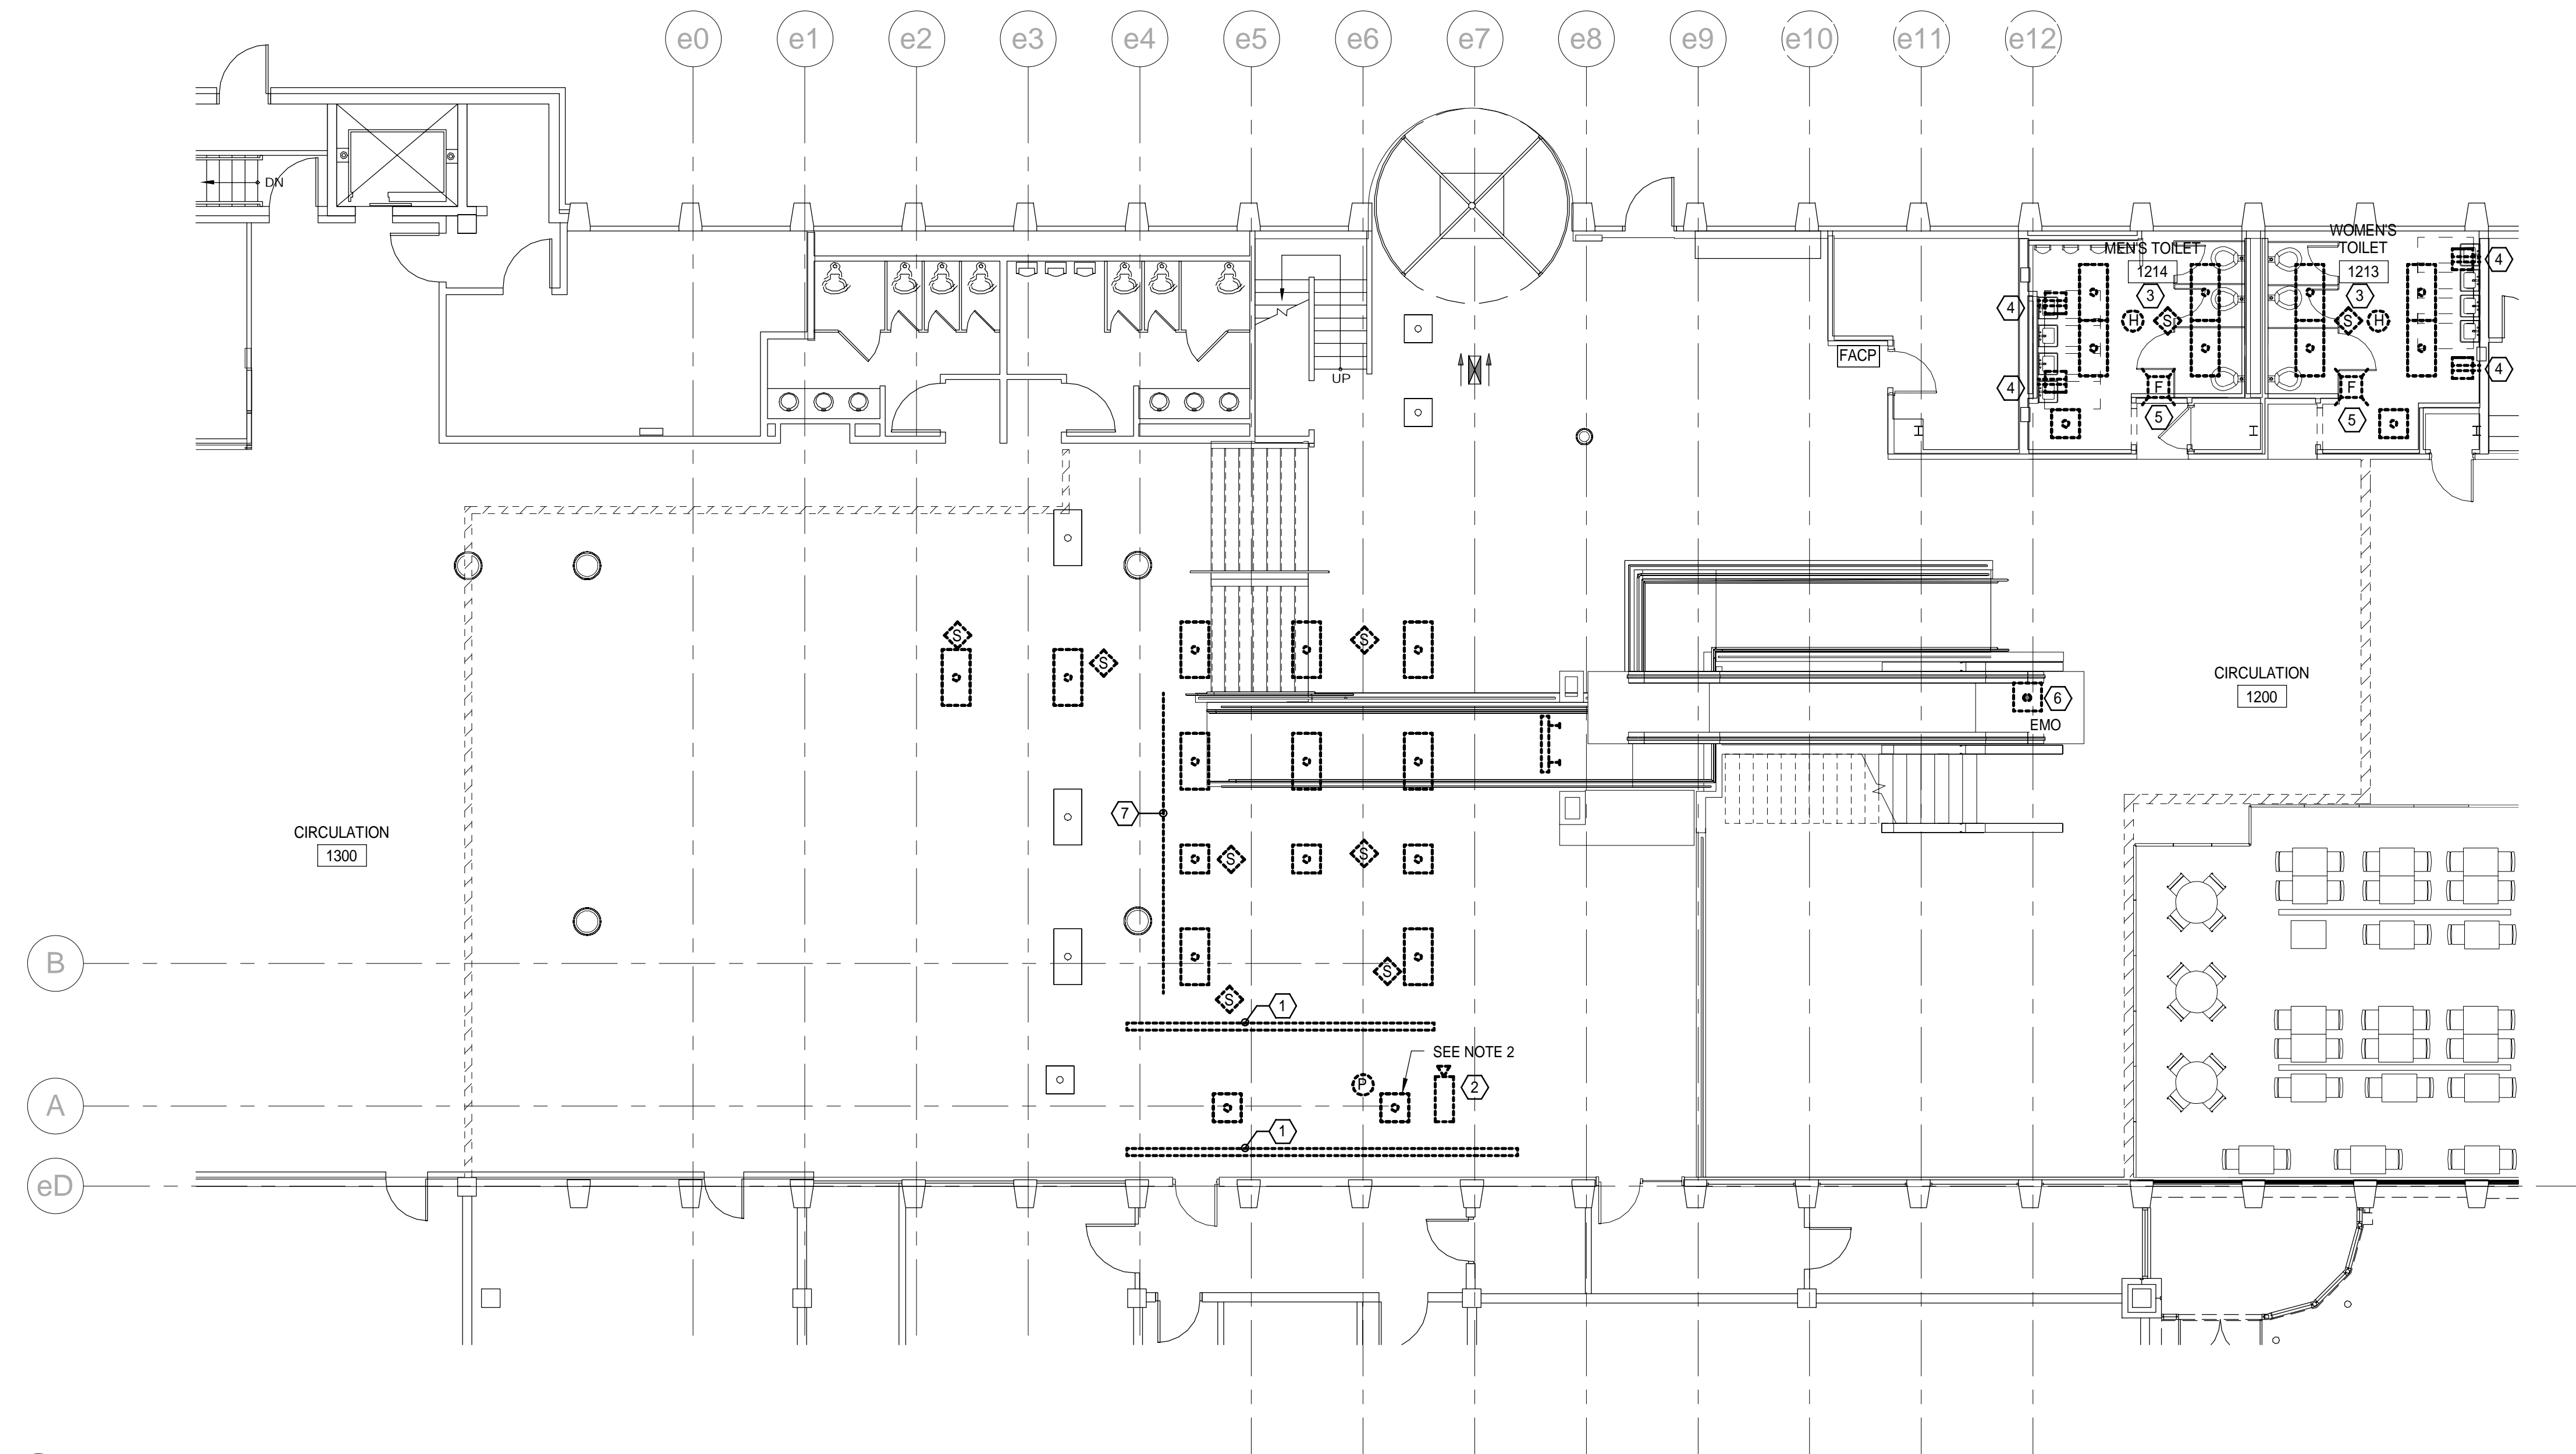 e0 e1 e2 e3 e4 e5 e6 e7 e8 e9 e10 e11 e12
DN
WOMEN'S
MEN'S TOILET TOILET
1214 1213
4
3 3
4
H S S H
UP
FACP
4
4
F F
5 5
S
S
S
CIRCULATION
1200
6
EMO
7
CIRCULATION
1300
S
S
B
S
S
1
SEE NOTE 2
P
2
A
1
eD